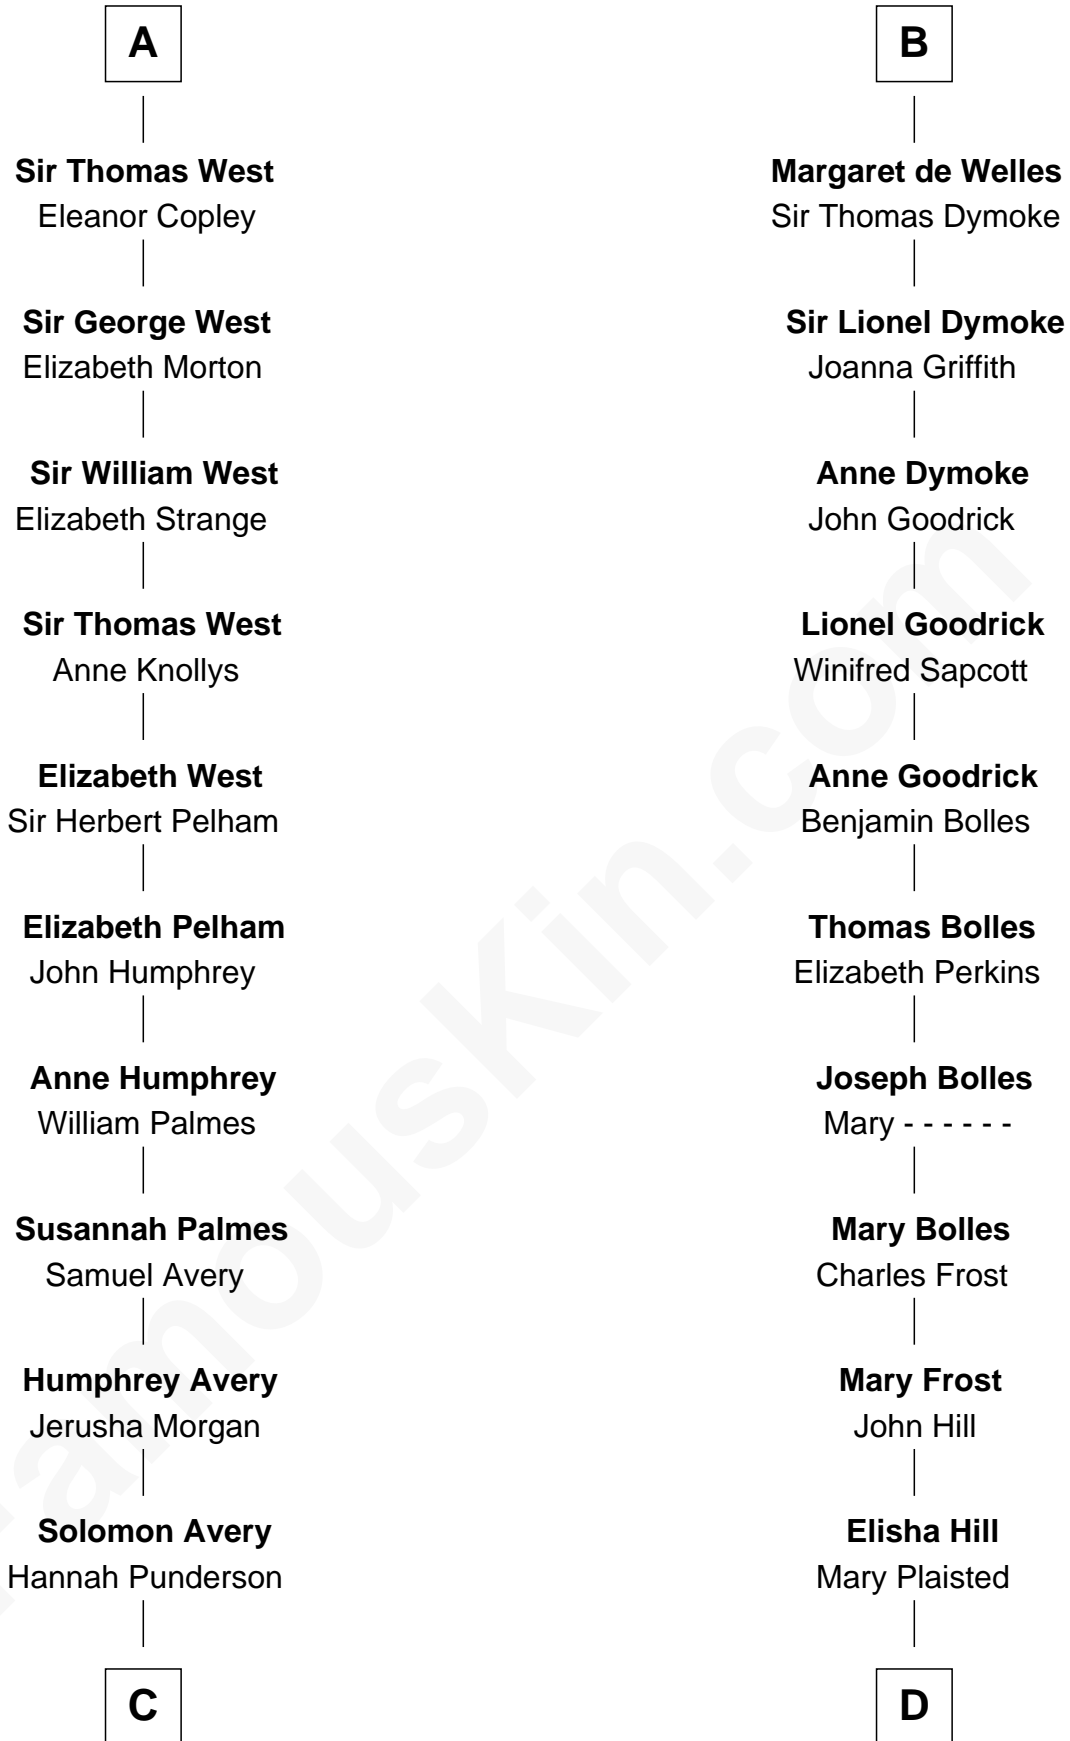 A
Sir Thomas West
Eleanor Copley
Sir George West
Elizabeth Morton
Sir William West
Elizabeth Strange
Sir Thomas West
Anne Knollys
Elizabeth West
Sir Herbert Pelham
Elizabeth Pelham
John Humphrey
Anne Humphrey
William Palmes
Susannah Palmes
Samuel Avery
Humphrey Avery
Jerusha Morgan
Solomon Avery
Hannah Punderson
C
B
Margaret de Welles
Sir Thomas Dymoke
Sir Lionel Dymoke
Joanna Griffith
Anne Dymoke
John Goodrick
Lionel Goodrick
Winifred Sapcott
Anne Goodrick
Benjamin Bolles
Thomas Bolles
Elizabeth Perkins
Joseph Bolles
Mary - - - - - -
Mary Bolles
Charles Frost
Mary Frost
John Hill
Elisha Hill
Mary Plaisted
D
FamousKin.com